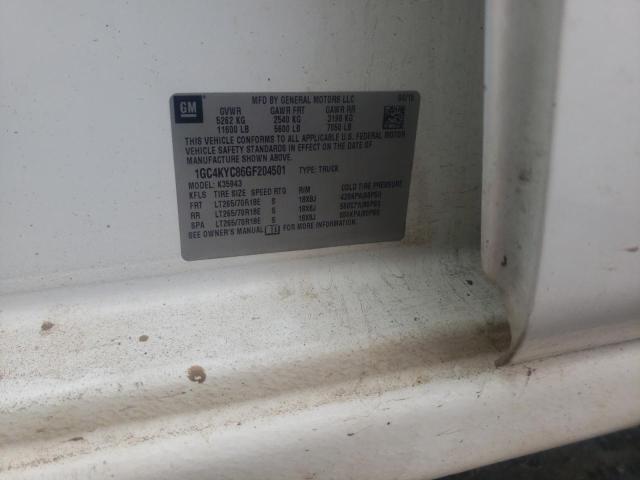 GM
MFD BY GENERAL MOTORS LLC
GVWR GAWR FRT GAWR RR
5262 KG 2540 KG 3198 KG
11600 LB 5600 LB 7050 LB
THIS VEHICLE CONFORMS TO ALL APPLICABLE U.S. FEDERAL MOTOR
VEHICLE SAFETY STANDARDS IN EFFECT ON THE DATE OF
MANUFACTURE SHOWN ABOVE.
1GC4KYC86GF204501 TYPE: TRUCK
MODEL: K35943
KFLS TIRE SIZE SPEED RTG RIM COLD TIRE PRESSURE
FRT LT265/70R18E S 18X8J
RR LT265/70R18E S 18X8J
SPA LT265/70R18E S 18X8J
SEE OWNER'S MANUAL